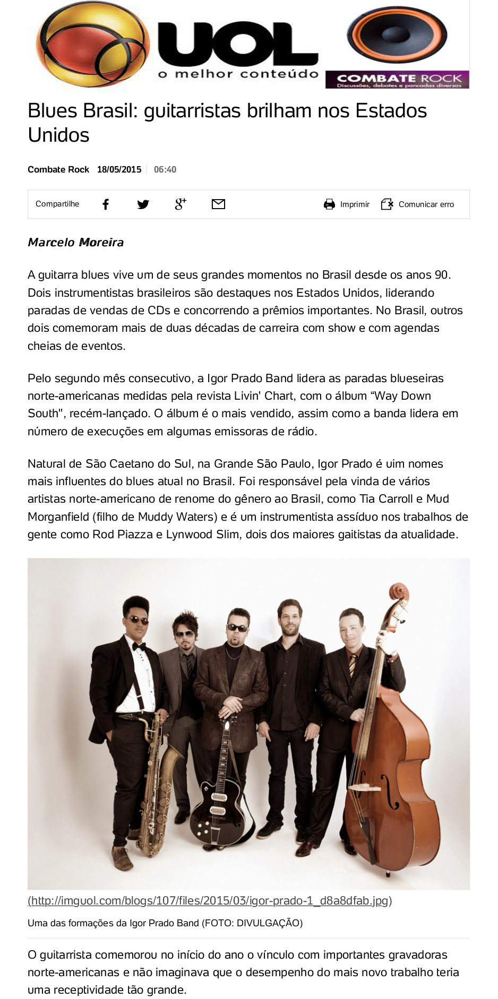 UOL
o melhor conteúdo
COMBATE ROCK
Discussões, debates e pancadas diversas
Blues Brasil: guitarristas brilham nos Estados
Unidos
Combate Rock 18/05/2015 06:40
Compartilhe Imprimir Comunicar erro
Marcelo Moreira
A guitarra blues vive um de seus grandes momentos no Brasil desde os anos 90.
Dois instrumentistas brasileiros são destaques nos Estados Unidos, liderando
paradas de vendas de CDs e concorrendo a prêmios importantes. No Brasil, outros
dois comemoram mais de duas décadas de carreira com show e com agendas
cheias de eventos.
Pelo segundo mês consecutivo, a Igor Prado Band lidera as paradas blueseiras
norte-americanas medidas pela revista Livin' Chart, com o álbum “Way Down
South", recém-lançado. O álbum é o mais vendido, assim como a banda lidera em
número de execuções em algumas emissoras de rádio.
Natural de São Caetano do Sul, na Grande São Paulo, Igor Prado é uim nomes
mais influentes do blues atual no Brasil. Foi responsável pela vinda de vários
artistas norte-americano de renome do gênero ao Brasil, como Tia Carroll e Mud
Morganfield (filho de Muddy Waters) e é um instrumentista assíduo nos trabalhos de
gente como Rod Piazza e Lynwood Slim, dois dos maiores gaitistas da atualidade.
(http://imguol.com/blogs/107/files/2015/03/igor-prado-1_d8a8dfab.jpg)
Uma das formações da Igor Prado Band (FOTO: DIVULGAÇÃO)
O guitarrista comemorou no início do ano o vínculo com importantes gravadoras
norte-americanas e não imaginava que o desempenho do mais novo trabalho teria
uma receptividade tão grande.